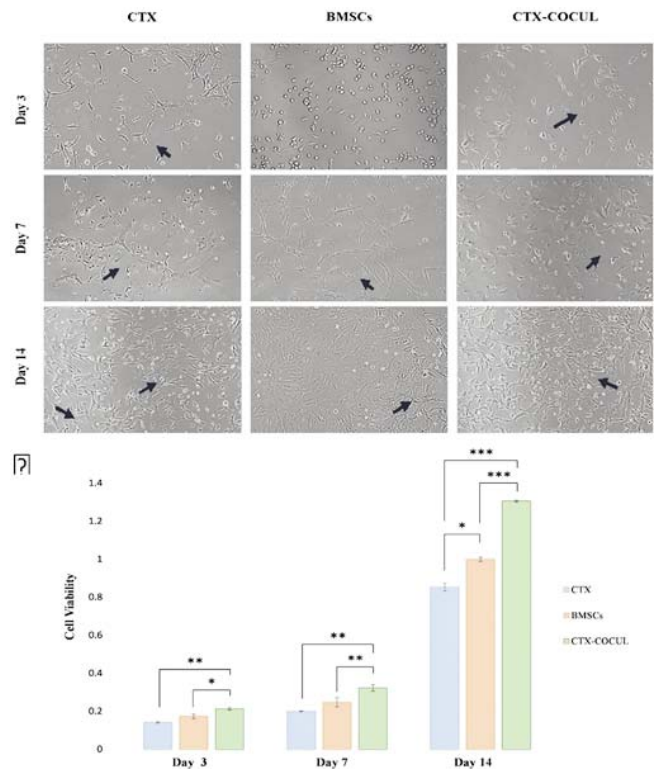 CTX BMSCs CTX-COCUL
Day 3
Day 7
Day 14
?
***
***
*
**
*
**
**
1.4
1.2
1
0.8
0.6
0.4
0.2
0
Cell Viability
CTX
BMSCs
CTX-COCUL
Day 3 Day 7 Day 14